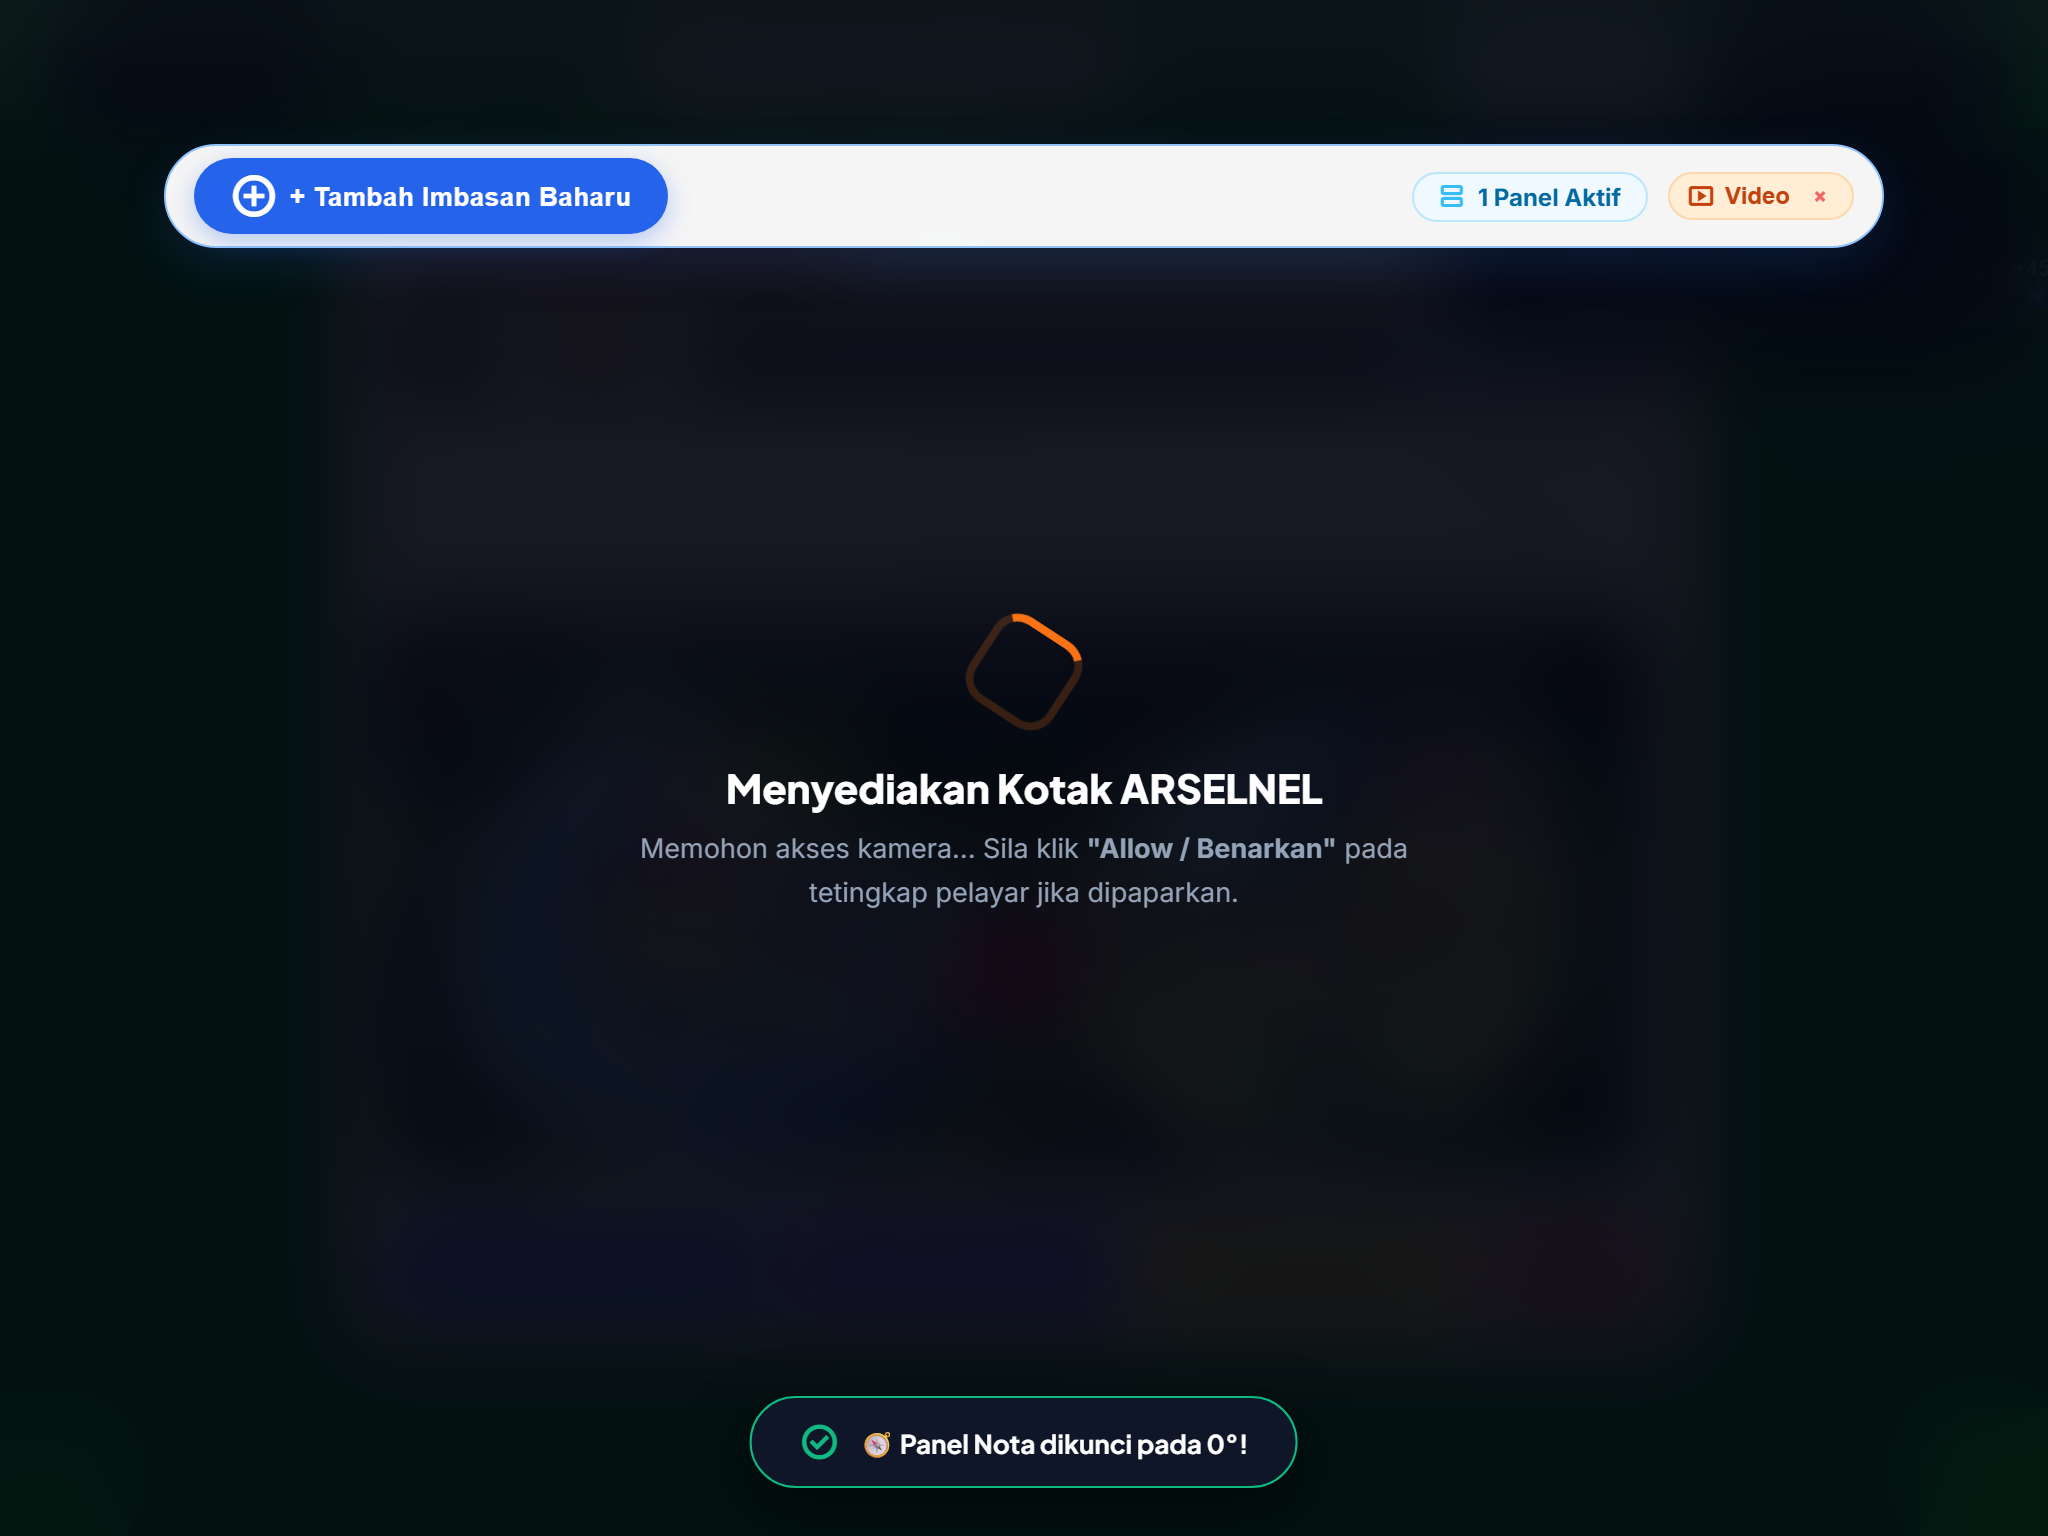 + Tambah Imbasan Baharu
1 Panel Aktif
Video ×
Menyediakan Kotak ARSELNEL
Memohon akses kamera... Sila klik "Allow / Benarkan" pada
tetingkap pelayar jika dipaparkan.
🧭 Panel Nota dikunci pada 0°!